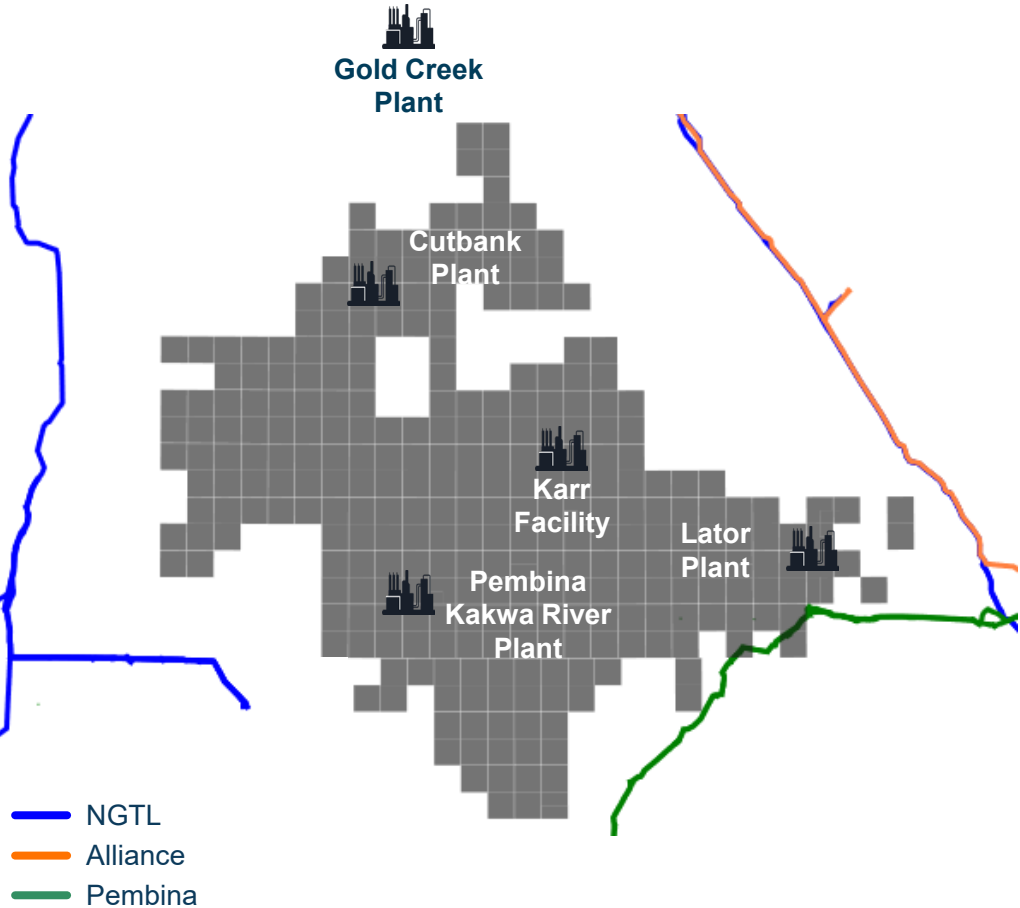 Gold Creek
Plant
Cutbank
Plant
Karr
Facility
Lator
Plant
Pembina
Kakwa River
Plant
NGTL
Alliance
Pembina